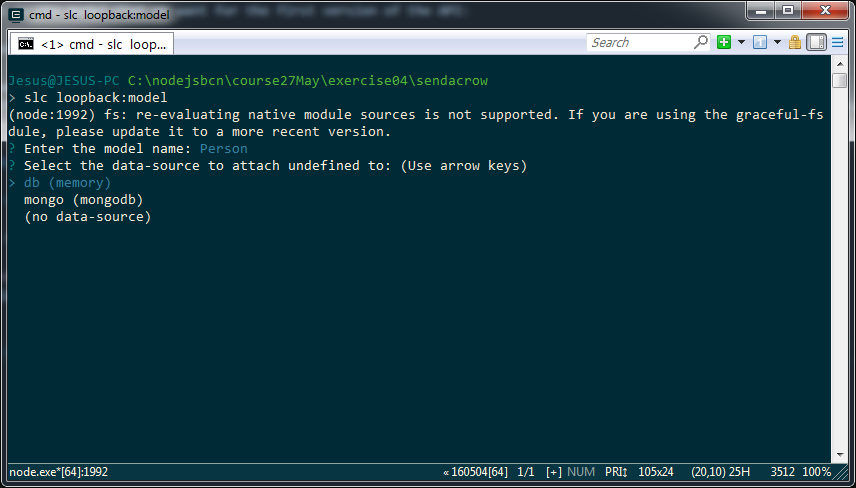 cmd - slc loopback:model
<1> cmd - slc loop...
Search
Jesus@JESUS-PC C:\nodejsbcn\course27May\exercise04\sendacrow
> slc loopback:model
(node:1992) fs: re-evaluating native module sources is not supported. If you are using the graceful-fs
dule, please update it to a more recent version.
? Enter the model name: Person
? Select the data-source to attach undefined to: (Use arrow keys)
> db (memory)
mongo (mongodb)
(no data-source)
node.exe*[64]:1992 « 160504[64] 1/1 [+] NUM PRI↕ 105x24 (20,10) 25H 3512 100%